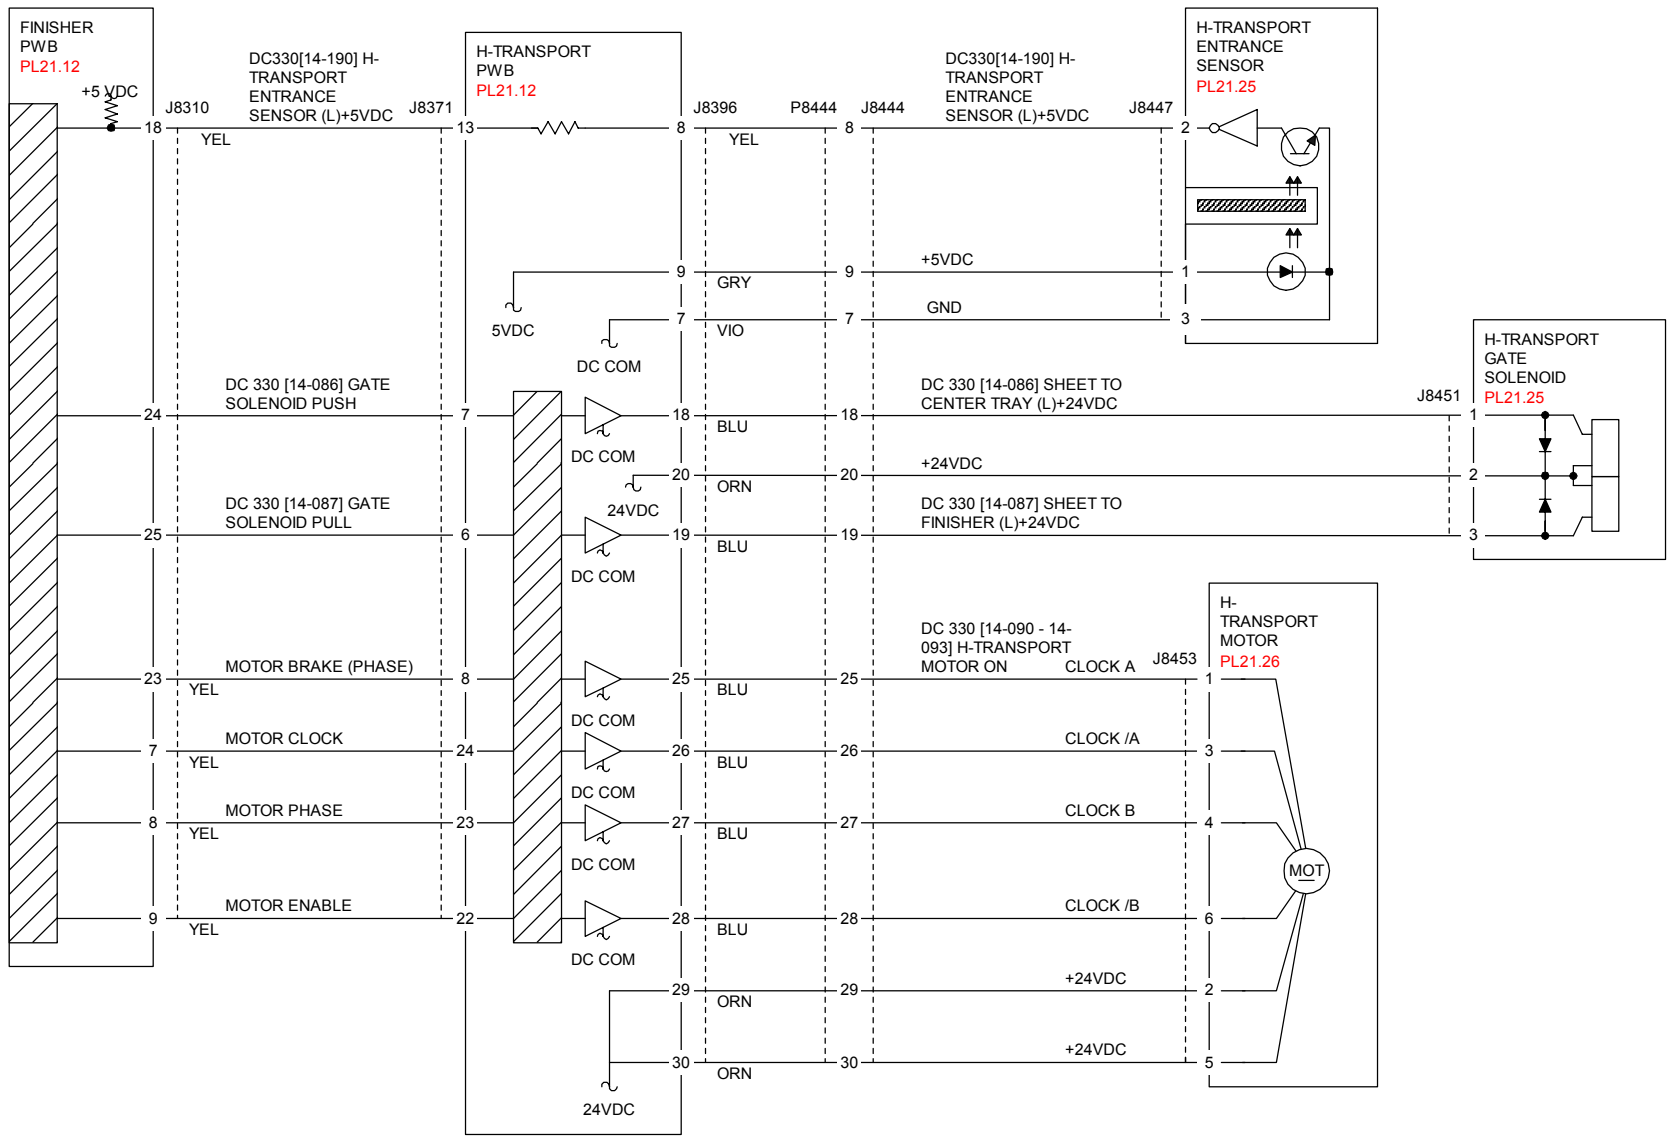 FINISHER
PWB
PL21.12
+5 VDC
J8310
18
YEL
DC330[14-190] H-
TRANSPORT
ENTRANCE
SENSOR (L)+5VDC
J8371
13
H-TRANSPORT
PWB
PL21.12
J8396
8
YEL
P8444
8
J8444
DC330[14-190] H-
TRANSPORT
ENTRANCE
SENSOR (L)+5VDC
J8447
2
H-TRANSPORT
ENTRANCE
SENSOR
PL21.25
5VDC
9
GRY
9
+5VDC
1
DC COM
7
VIO
7
GND
3
24
DC 330 [14-086] GATE
SOLENOID PUSH
7
DC COM
18
BLU
18
DC 330 [14-086] SHEET TO
CENTER TRAY (L)+24VDC
J8451
1
H-TRANSPORT
GATE
SOLENOID
PL21.25
24VDC
20
ORN
20
+24VDC
2
25
DC 330 [14-087] GATE
SOLENOID PULL
6
DC COM
19
BLU
19
DC 330 [14-087] SHEET TO
FINISHER (L)+24VDC
3
23
YEL
MOTOR BRAKE (PHASE)
8
DC COM
25
BLU
25
DC 330 [14-090 - 14-
093] H-TRANSPORT
MOTOR ON
CLOCK A
J8453
1
H-
TRANSPORT
MOTOR
PL21.26
7
YEL
MOTOR CLOCK
24
DC COM
26
BLU
26
CLOCK /A
3
8
YEL
MOTOR PHASE
23
DC COM
27
BLU
27
CLOCK B
4
MOT
9
YEL
MOTOR ENABLE
22
DC COM
28
BLU
28
CLOCK /B
6
29
ORN
29
+24VDC
2
24VDC
30
ORN
30
+24VDC
5